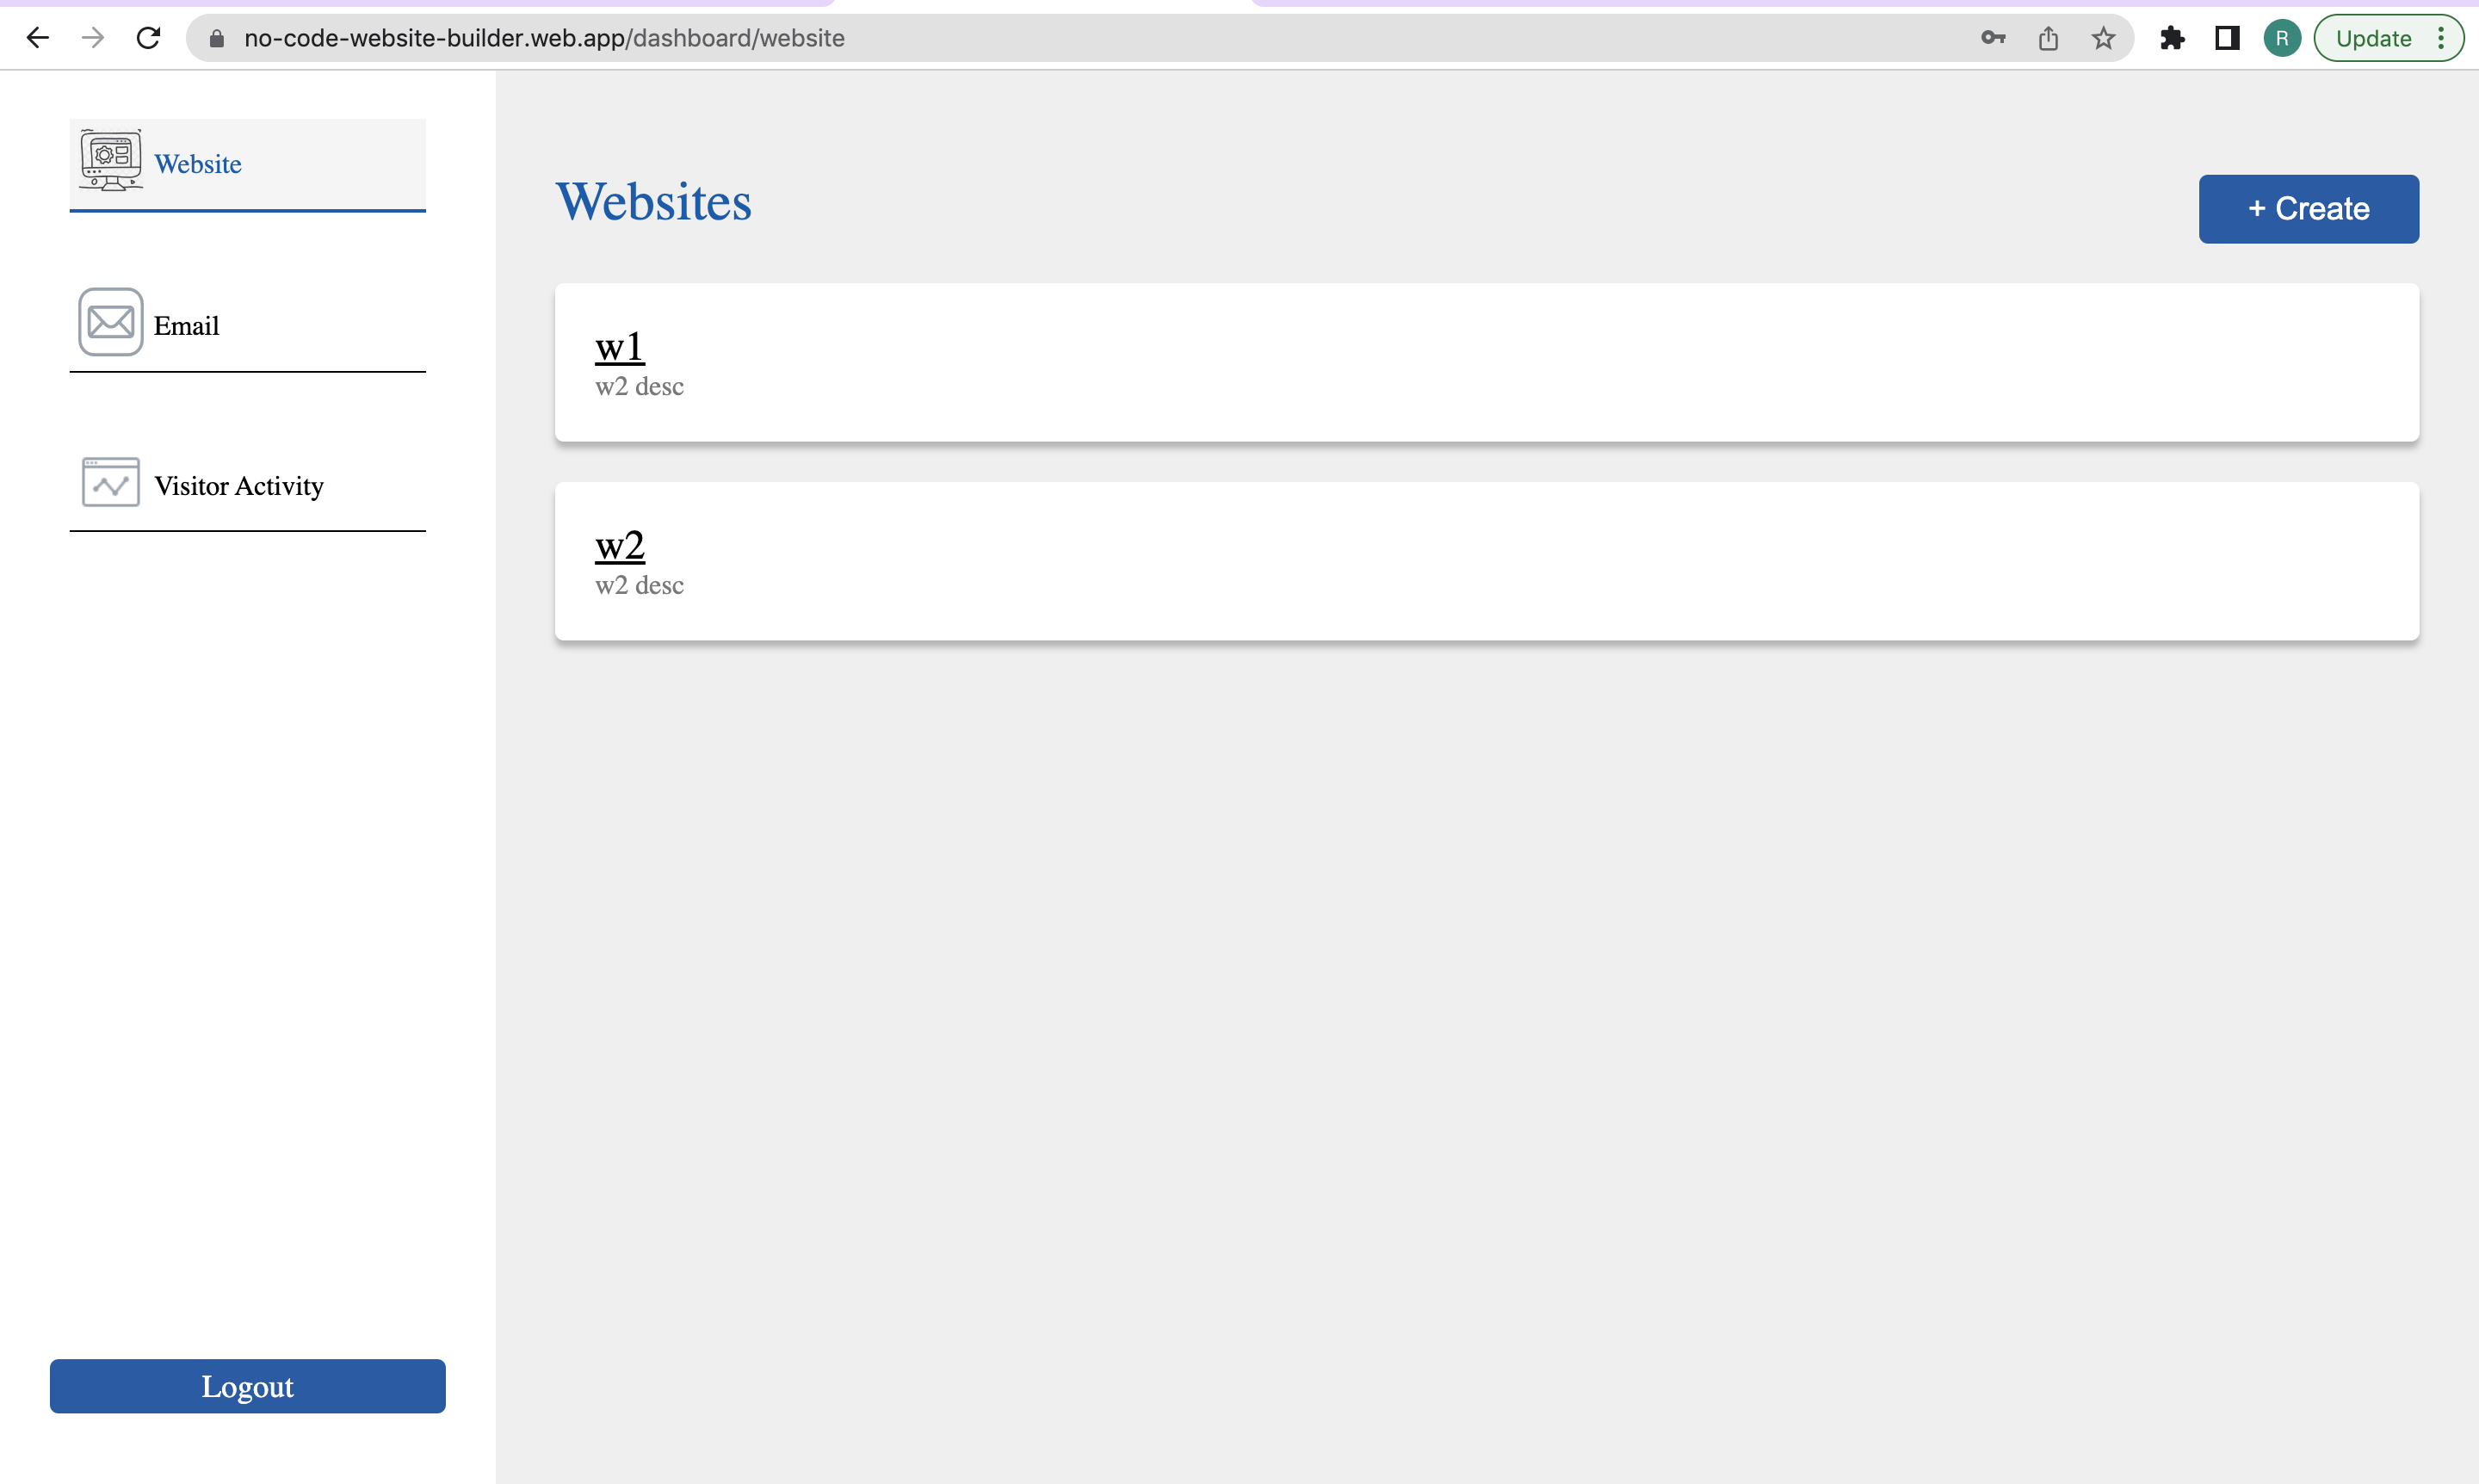 no-code-website-builder.web.app/dashboard/website
R
Update
Website
Email
Visitor Activity
Logout
Websites
+ Create
w1
w2 desc
w2
w2 desc